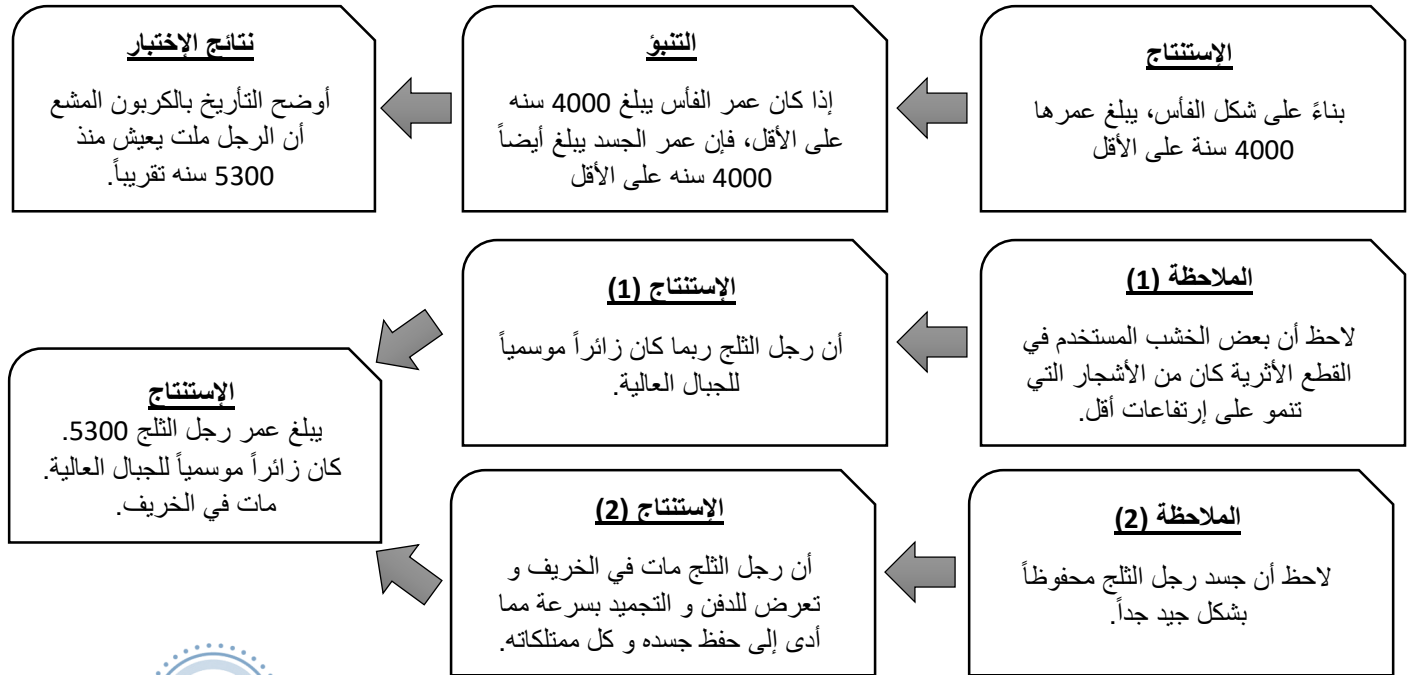 الإستنتاج
بناءً على شكل الفأس، يبلغ عمرها
4000 سنة على الأقل
التنبؤ
إذا كان عمر الفأس يبلغ 4000 سنه
على الأقل، فإن عمر الجسد يبلغ أيضاً
4000 سنه على الأقل
نتائج الإختبار
أوضح التأريخ بالكربون المشع
أن الرجل ملت يعيش منذ
5300 سنه تقريباً.
الملاحظة (1)
لاحظ أن بعض الخشب المستخدم في
القطع الأثرية كان من الأشجار التي
تنمو على إرتفاعات أقل.
الإستنتاج (1)
أن رجل الثلج ربما كان زائراً موسمياً
للجبال العالية.
الملاحظة (2)
لاحظ أن جسد رجل الثلج محفوظاً
بشكل جيد جداً.
الإستنتاج (2)
أن رجل الثلج مات في الخريف و
تعرض للدفن و التجميد بسرعة مما
أدى إلى حفظ جسده و كل ممتلكاته.
الإستنتاج
يبلغ عمر رجل الثلج 5300.
كان زائراً موسمياً للجبال العالية.
مات في الخريف.